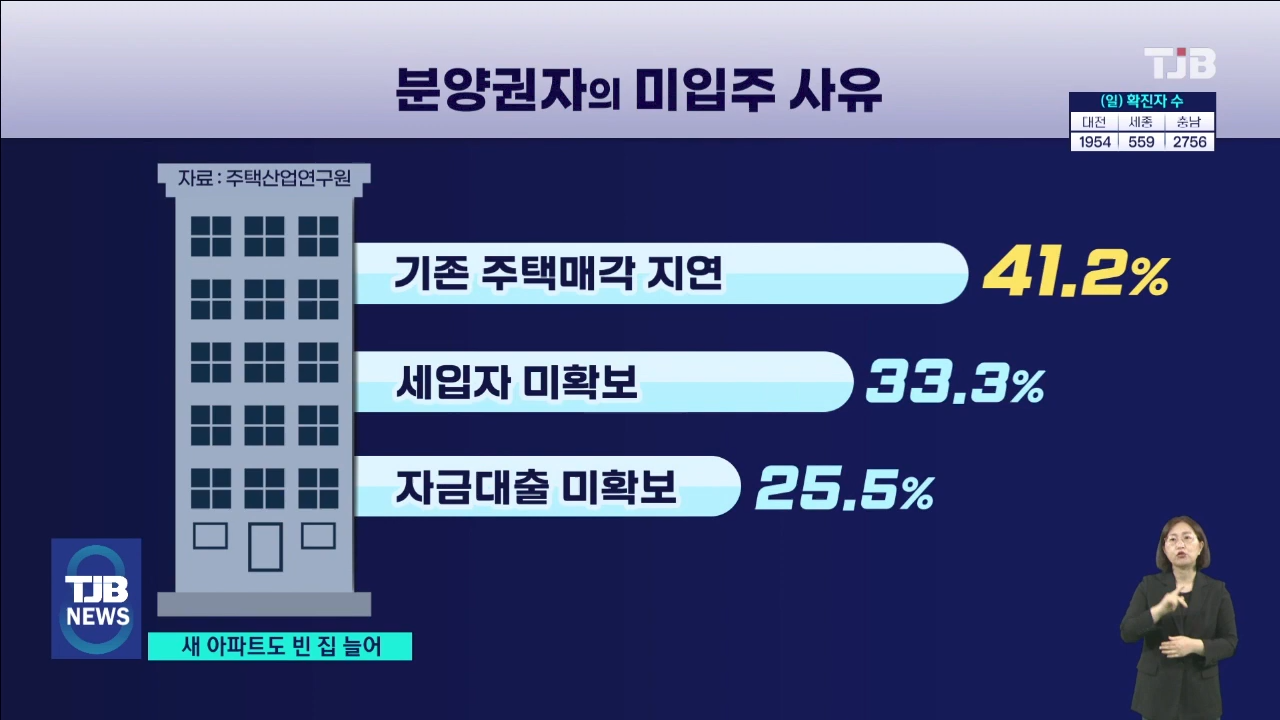 분양권자의 미입주 사유
TJB
(일) 확진자 수
대전 세종 충남
1954 559 2756
자료 : 주택산업연구원
기존 주택매각 지연 41.2%
세입자 미확보 33.3%
자금대출 미확보 25.5%
TJB
NEWS
새 아파트도 빈 집 늘어